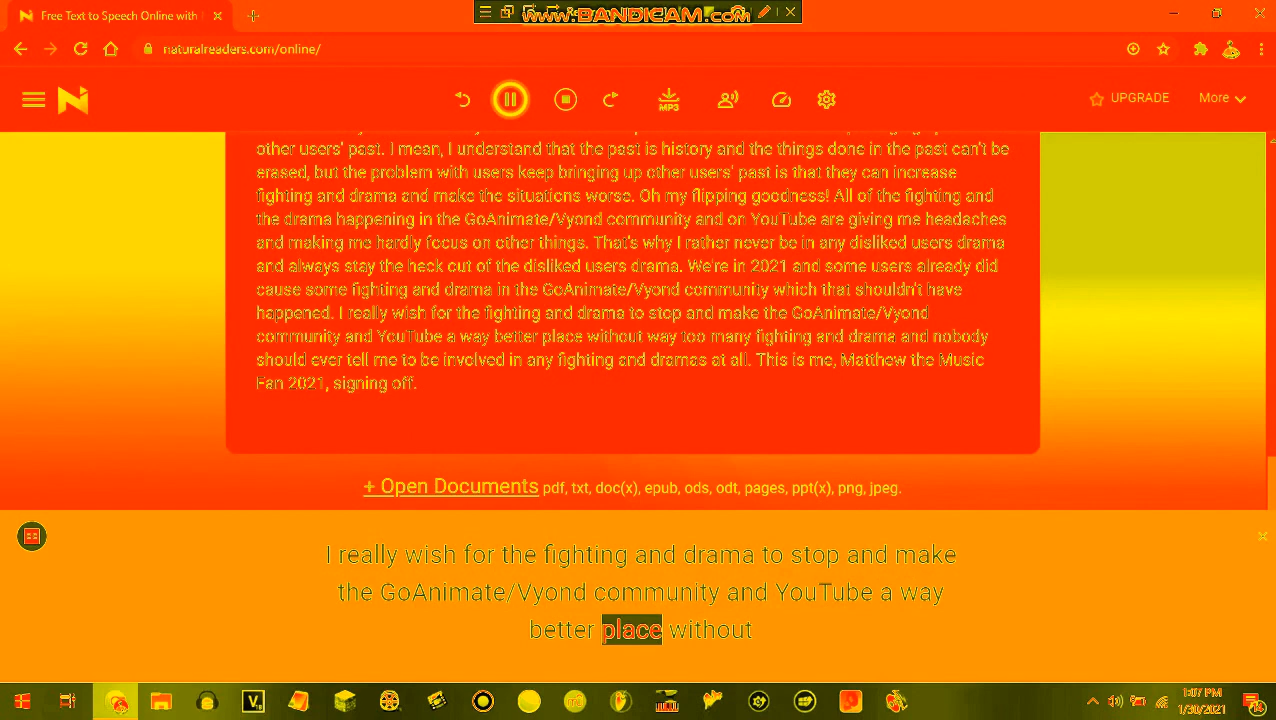 Free Text to Speech Online with
www.BANDICAM.com
naturalreaders.com/online/
MP3
UPGRADE
More
other users' past. I mean, I understand that the past is history and the things done in the past can't be
erased, but the problem with users keep bringing up other users' past is that they can increase
fighting and drama and make the situations worse. Oh my flipping goodness! All of the fighting and
the drama happening in the GoAnimate/Vyond community and on YouTube are giving me headaches
and making me hardly focus on other things. That's why I rather never be in any disliked users drama
and always stay the heck out of the disliked users drama. We're in 2021 and some users already did
cause some fighting and drama in the GoAnimate/Vyond community which that shouldn't have
happened. I really wish for the fighting and drama to stop and make the GoAnimate/Vyond
community and YouTube a way better place without way too many fighting and drama and nobody
should ever tell me to be involved in any fighting and dramas at all. This is me, Matthew the Music
Fan 2021, signing off.
+ Open Documents pdf, txt, doc(x), epub, ods, odt, pages, ppt(x), png, jpeg.
I really wish for the fighting and drama to stop and make
the GoAnimate/Vyond community and YouTube a way
better place without
1:07 PM
1/30/2021